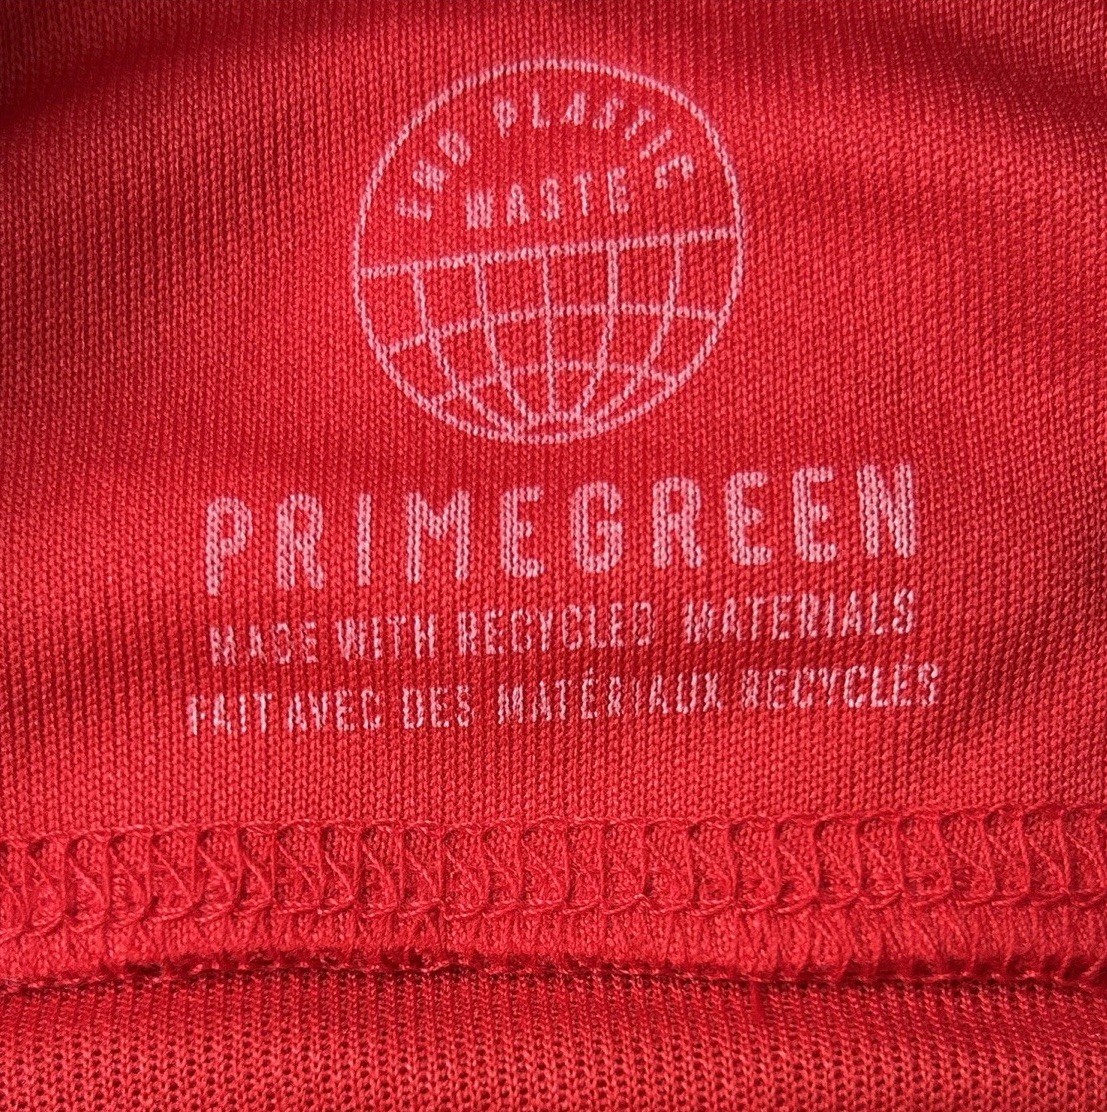 END PLASTIC
WASTE
PRIMEGREEN
MADE WITH RECYCLED MATERIALS
FAIT AVEC DES MATÉRIAUX RECYCLÉS